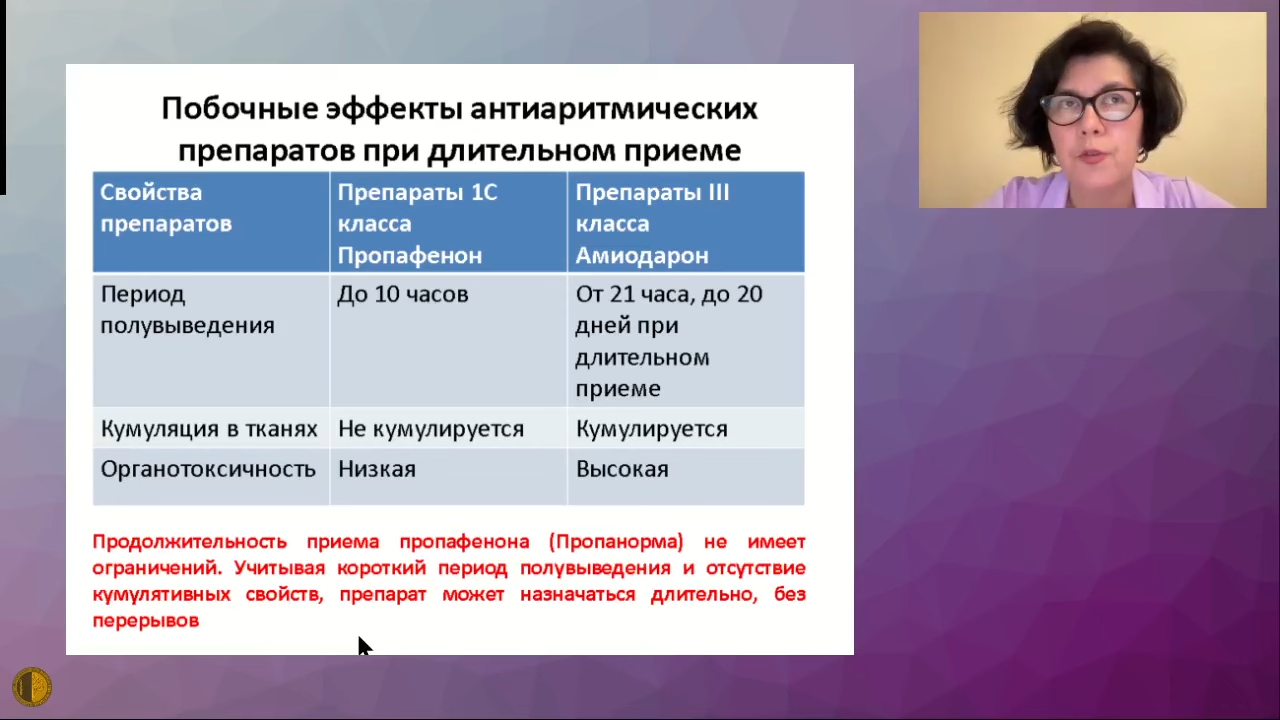 Побочные эффекты антиаритмических
препаратов при длительном приеме
Свойства
препаратов
Препараты 1С
класса
Пропафенон
Препараты III
класса
Амиодарон
Период
полувыведения
До 10 часов
От 21 часа, до 20
дней при
длительном
приеме
Кумуляция в тканях
Не кумулируется
Кумулируется
Органотоксичность
Низкая
Высокая
Продолжительность приема пропафенона (Пропанорма) не имеет
ограничений. Учитывая короткий период полувыведения и отсутствие
кумулятивных свойств, препарат может назначаться длительно, без
перерывов